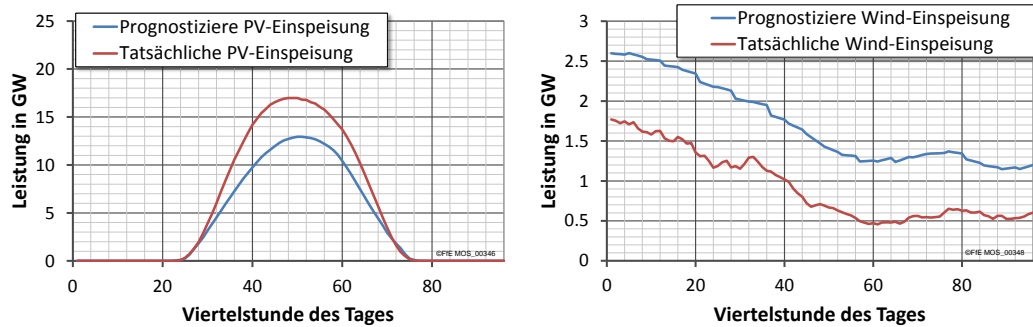 Prognostiziere PV-Einspeisung
Tatsächliche PV-Einspeisung
Leistung in GW
25
20
15
10
5
0
0
20
40
60
80
©FfE MOS_00346
Viertelstunde des Tages
Prognostiziere Wind-Einspeisung
Tatsächliche Wind-Einspeisung
Leistung in GW
3
2.5
2
1.5
1
0.5
0
0
20
40
60
80
©FfE MOS_00348
Viertelstunde des Tages